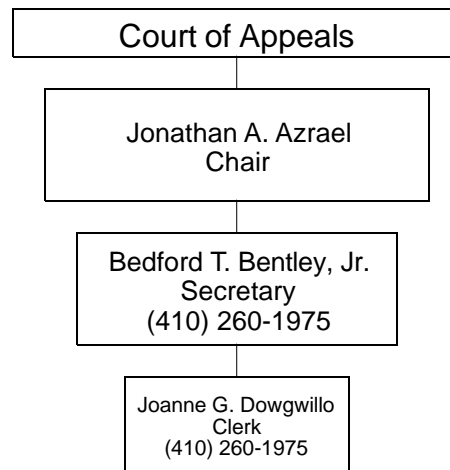 Court of Appeals
Jonathan A. Azrael
Chair
Bedford T. Bentley, Jr.
Secretary
(410) 260-1975
Joanne G. Dowgwillo
Clerk
(410) 260-1975